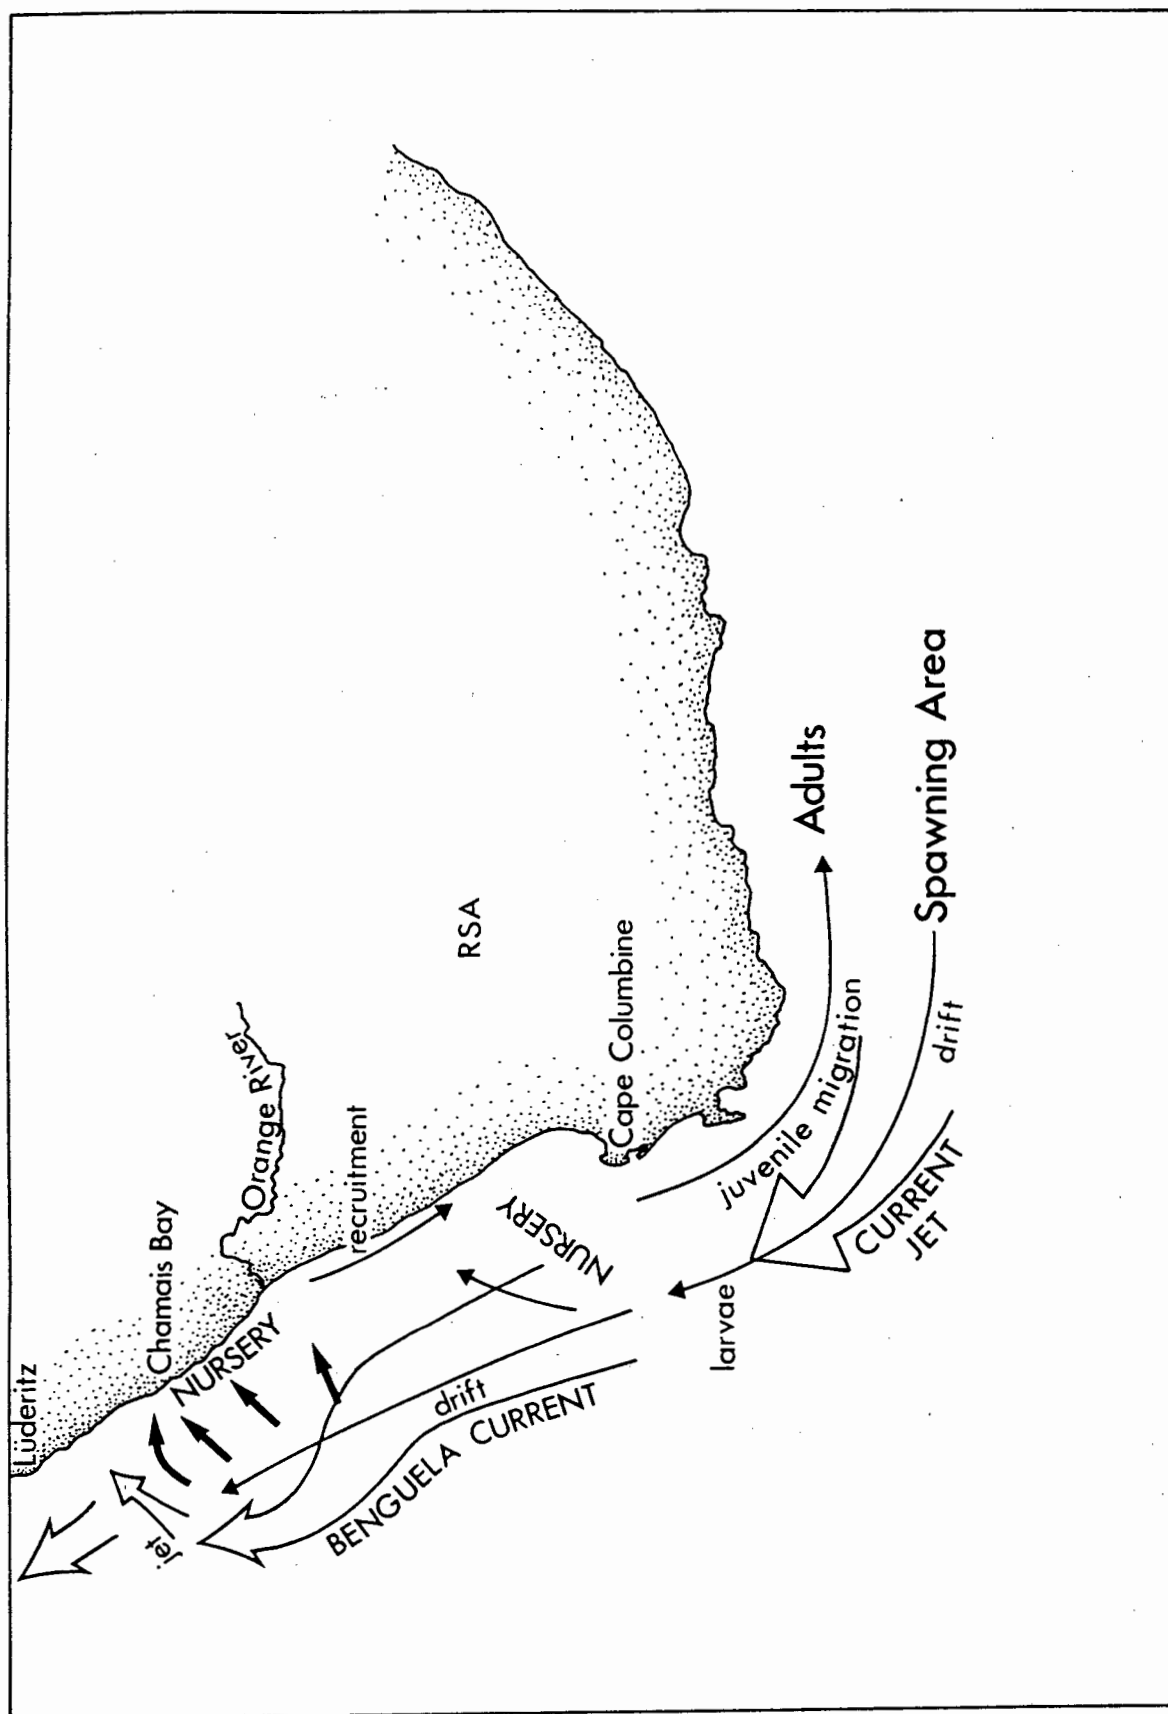 Lüderitz
Chamais Bay
Orange River
NURSERY
jet
recruitment
RSA
drift
BENGUELA CURRENT
NURSERY
Cape Columbine
larvae
juvenile migration
Adults
CURRENT
JET
drift
Spawning Area